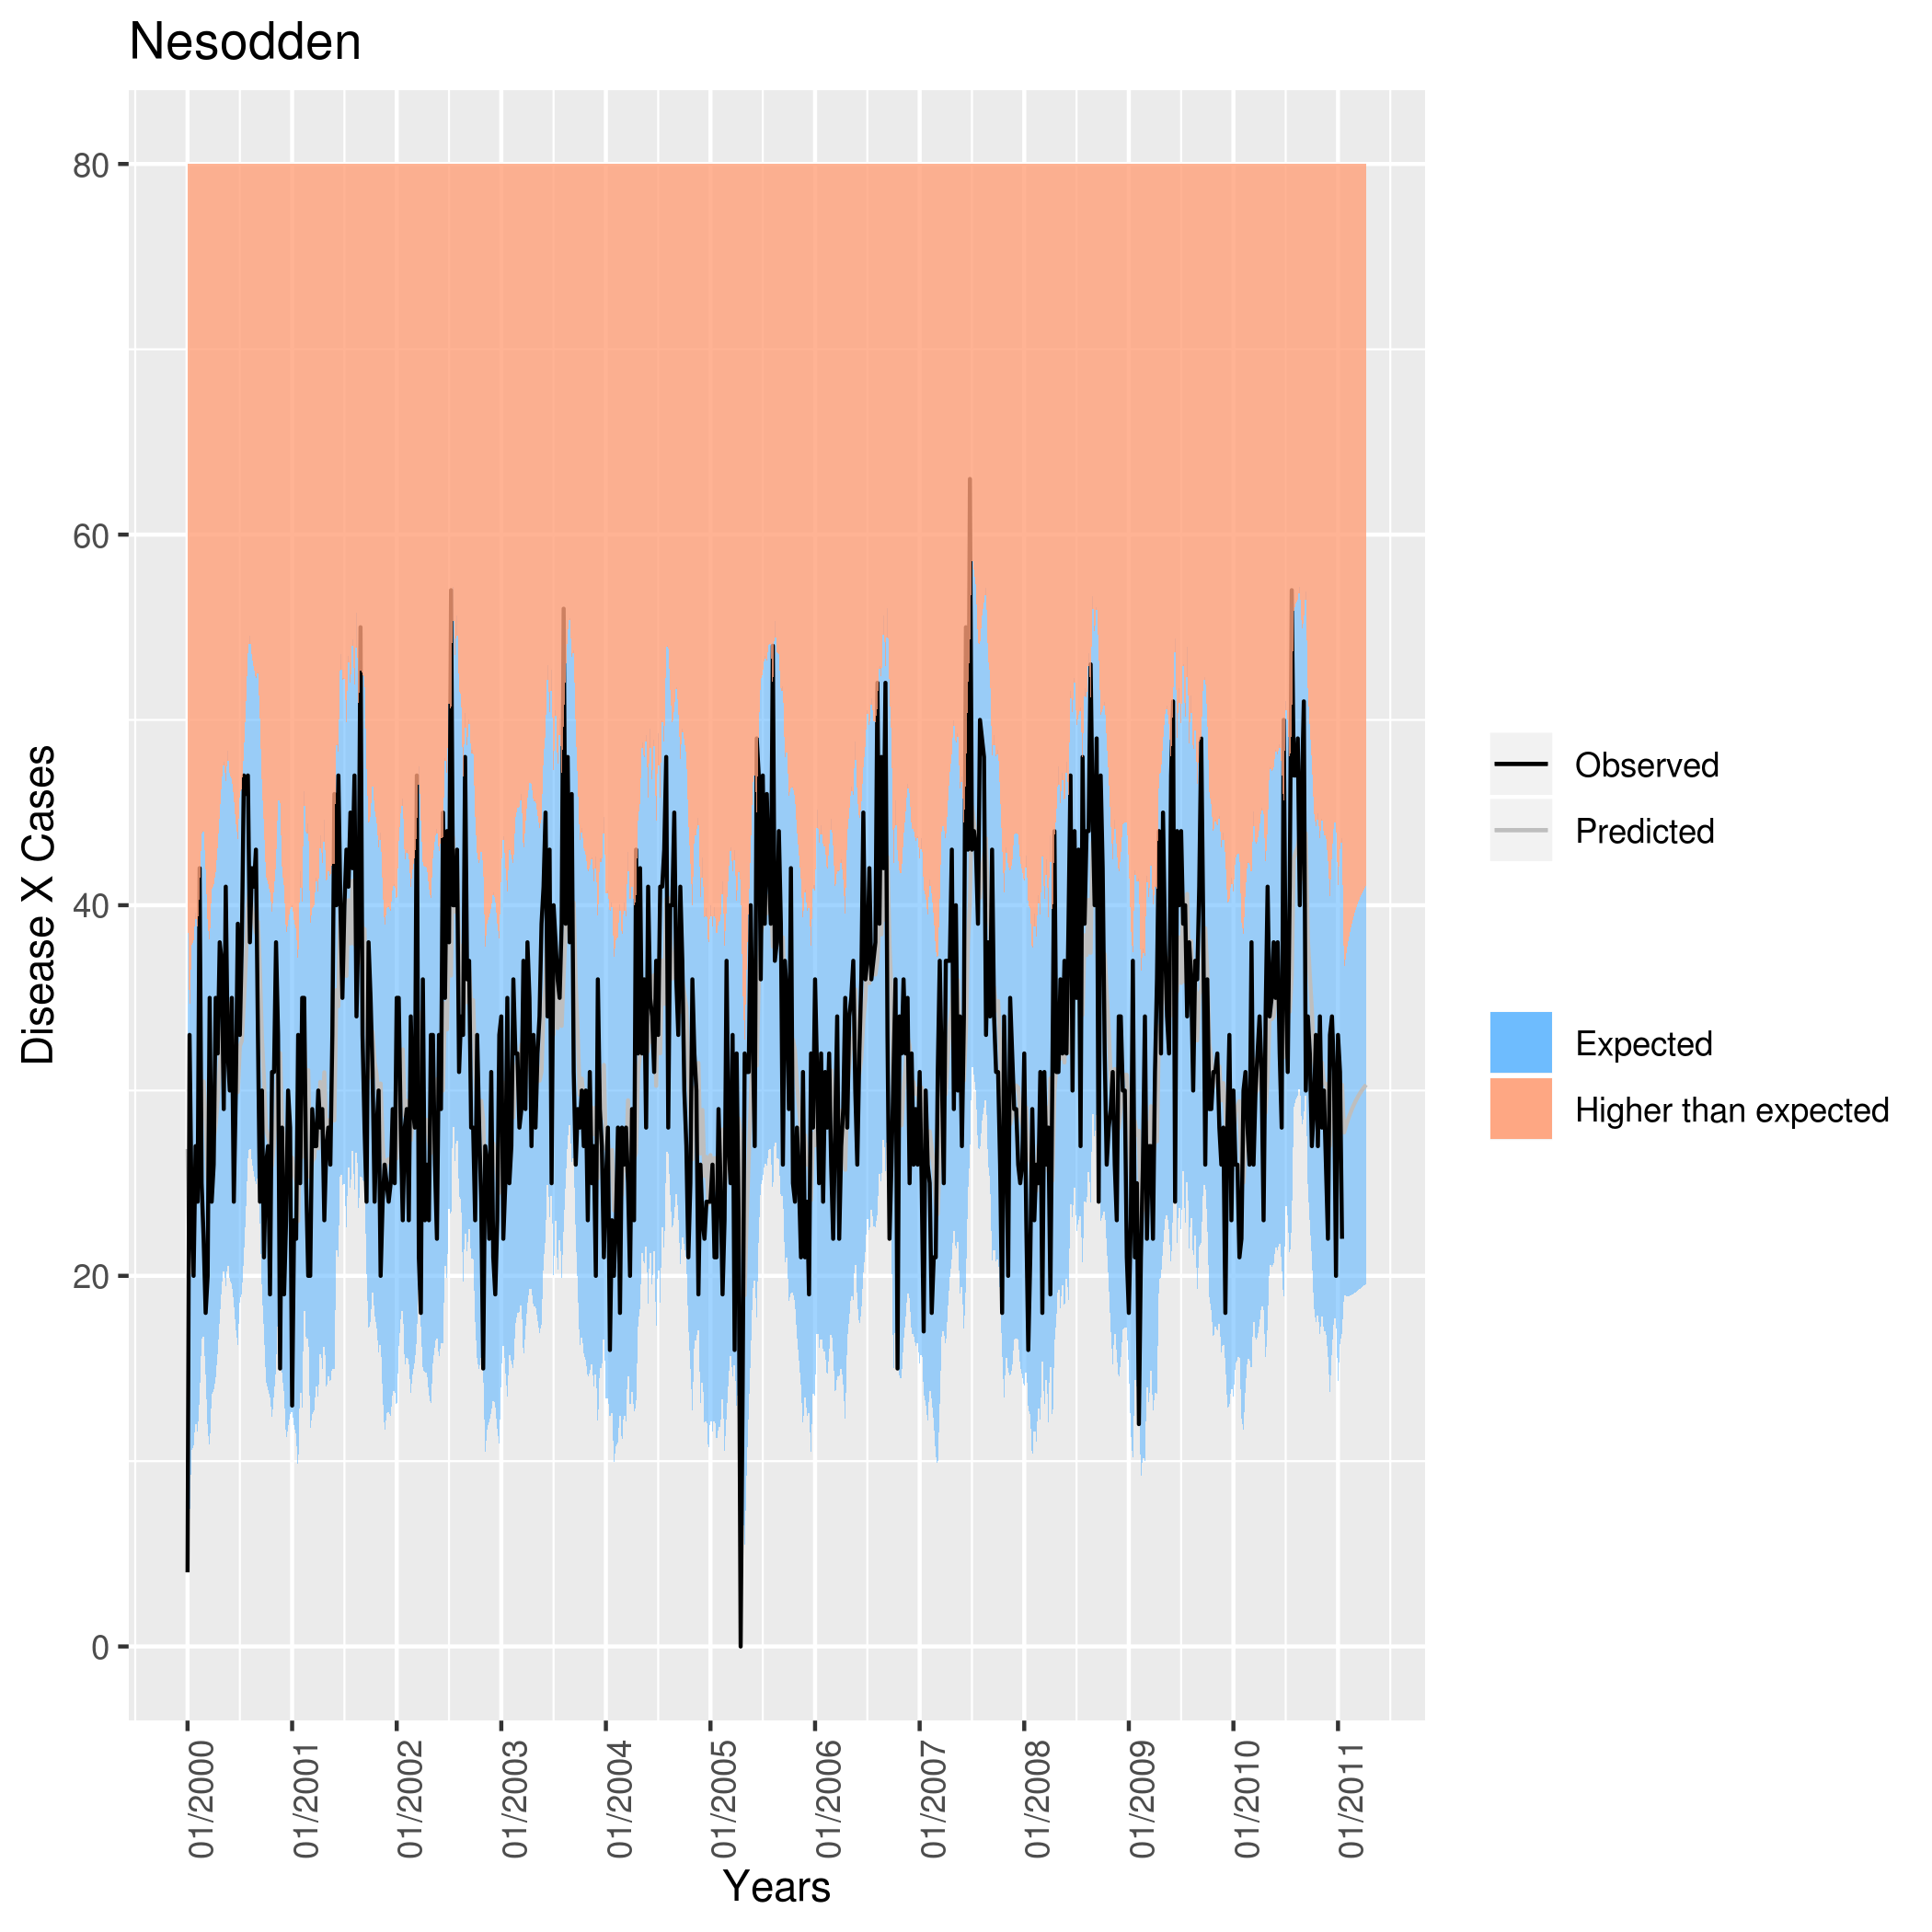 Nesodden
80
60
40
20
0
Disease X Cases
01/2000
01/2001
01/2002
01/2003
01/2004
01/2005
01/2006
01/2007
01/2008
01/2009
01/2010
01/2011
Years
Observed
Predicted
Expected
Higher than expected